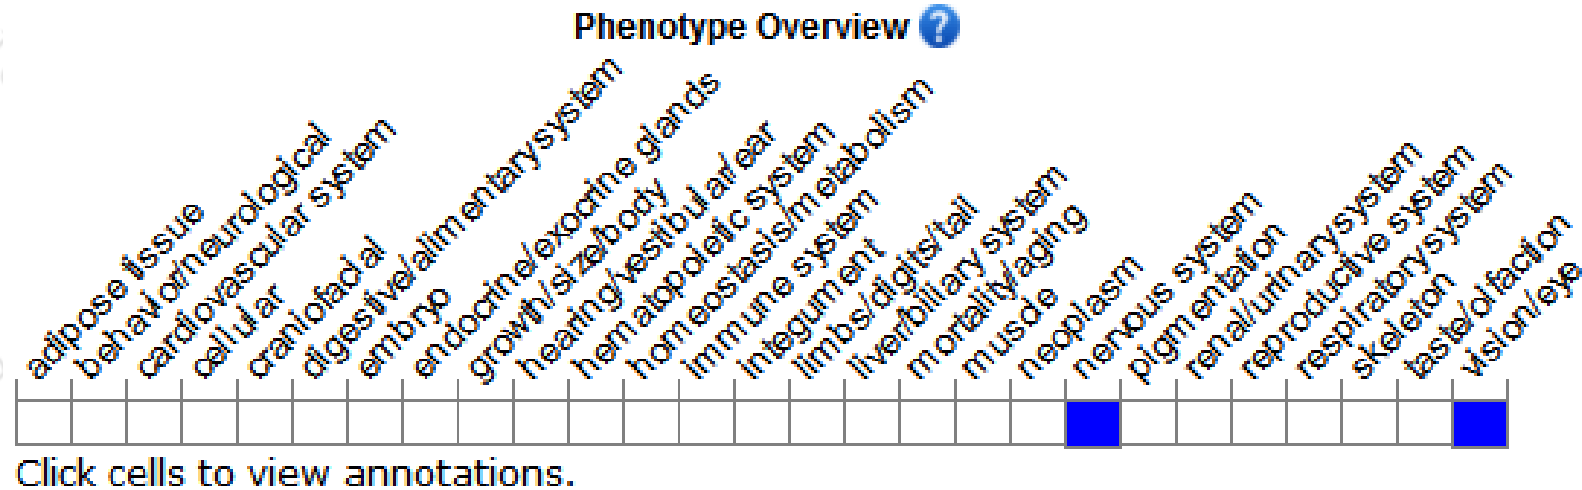 Phenotype Overview ?
adipose tissue
behavior/neurological
cardiovascular system
cellular
craniofacial
digestive/alimentary system
embryo
endocrine/exocrine glands
growth/size/body
hearing/vestibular/ear
hematopoietic system
homeostasis/metabolism
immune system
integument
limbs/digits/tail
liver/biliary system
mortality/aging
muscle
neoplasm
nervous system
pigmentation
renal/urinary system
reproductive system
respiratory system
skeleton
taste/olfaction
vision/eye
Click cells to view annotations.